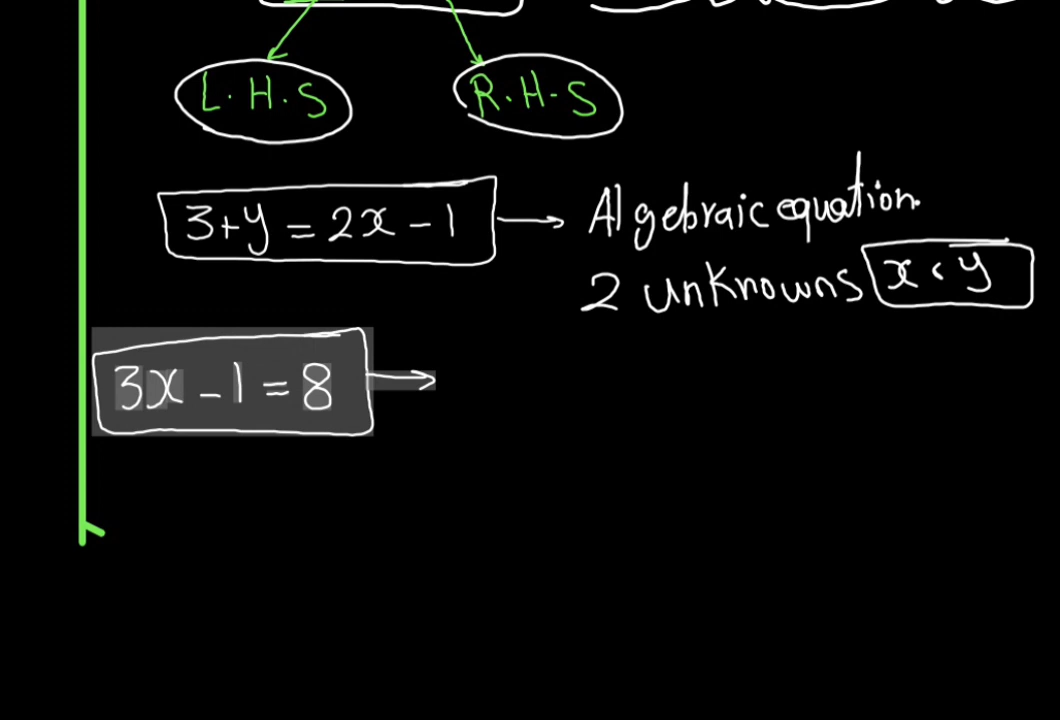 L.H.S R.H.S
3+y = 2x - 1 → Algebraic equation.
2 unknowns x، y
3x - 1 = 8 →